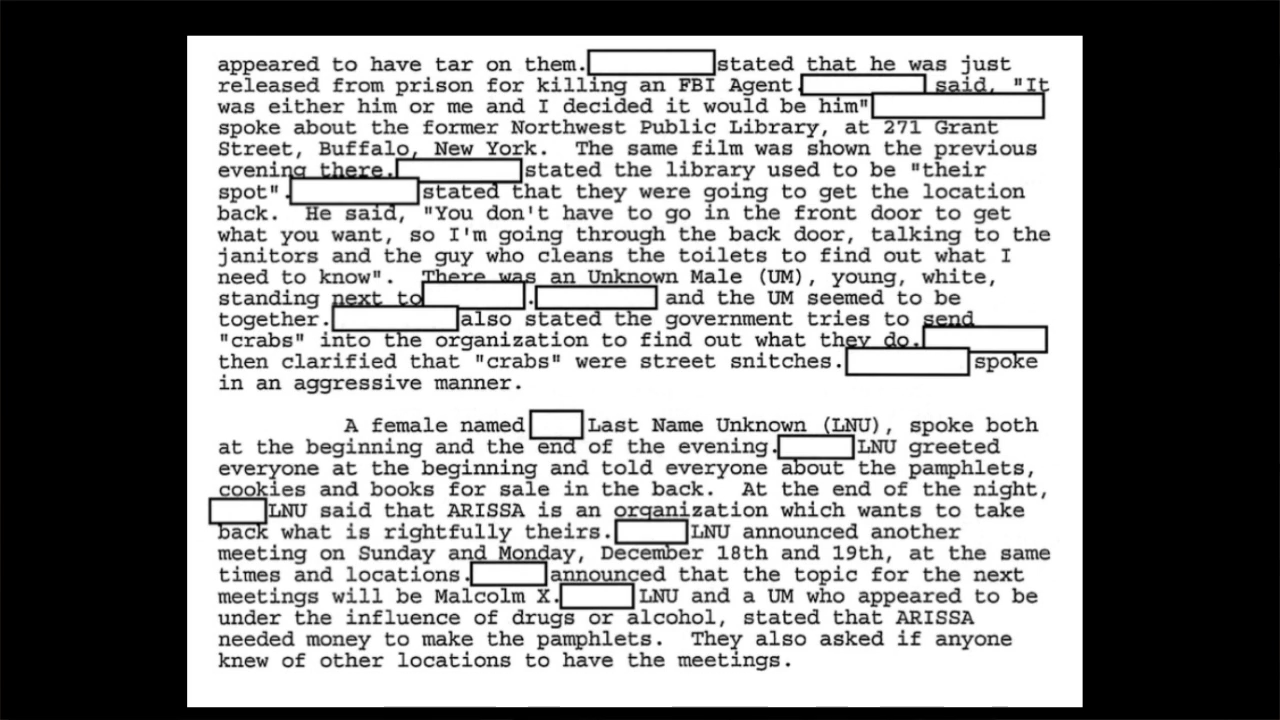 appeared to have tar on them. stated that he was just
released from prison for killing an FBI Agent. said, "It
was either him or me and I decided it would be him"
spoke about the former Northwest Public Library, at 271 Grant
Street, Buffalo, New York. The same film was shown the previous
evening there. stated the library used to be "their
spot". stated that they were going to get the location
back. He said, "You don't have to go in the front door to get
what you want, so I'm going through the back door, talking to the
janitors and the guy who cleans the toilets to find out what I
need to know". There was an Unknown Male (UM), young, white,
standing next to . and the UM seemed to be
together. also stated the government tries to send
"crabs" into the organization to find out what they do.
then clarified that "crabs" were street snitches. spoke
in an aggressive manner.
A female named Last Name Unknown (LNU), spoke both
at the beginning and the end of the evening. LNU greeted
everyone at the beginning and told everyone about the pamphlets,
cookies and books for sale in the back. At the end of the night,
LNU said that ARISSA is an organization which wants to take
back what is rightfully theirs. LNU announced another
meeting on Sunday and Monday, December 18th and 19th, at the same
times and locations. announced that the topic for the next
meetings will be Malcolm X. LNU and a UM who appeared to be
under the influence of drugs or alcohol, stated that ARISSA
needed money to make the pamphlets. They also asked if anyone
knew of other locations to have the meetings.